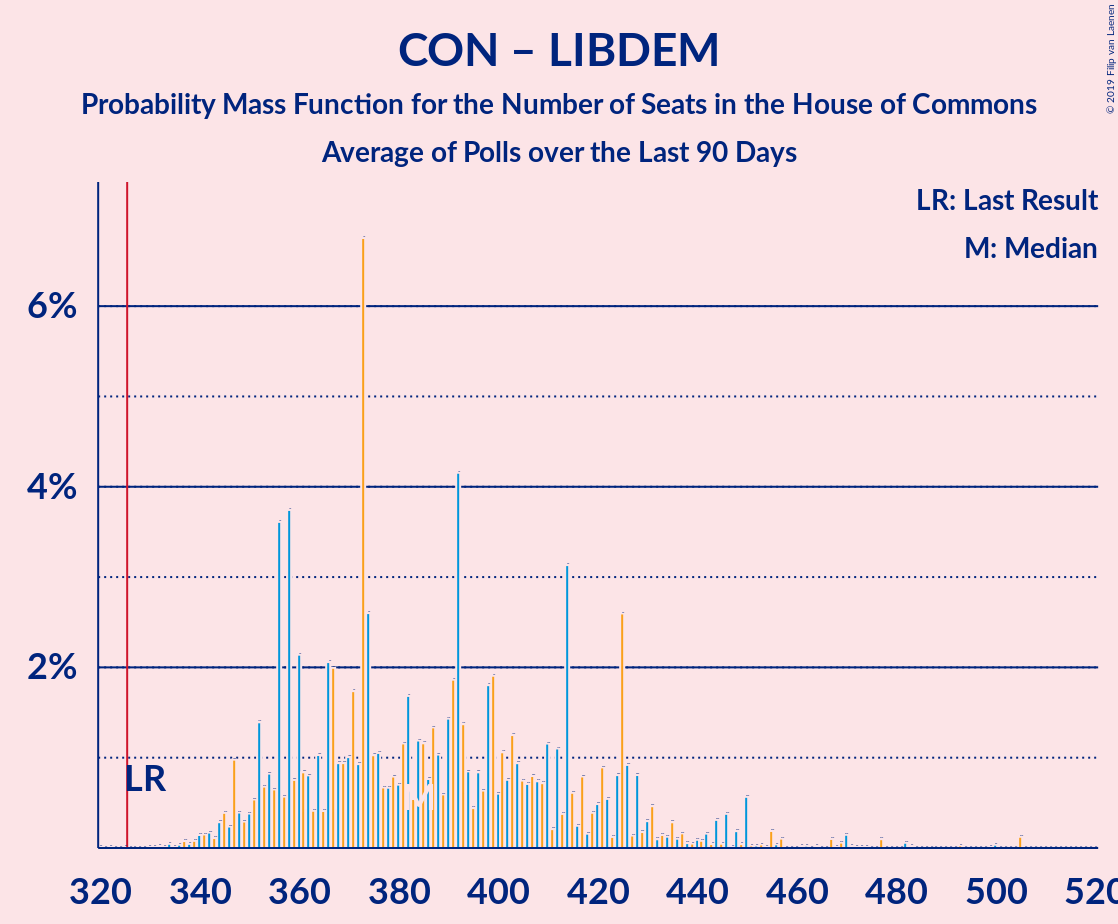 CON – LIBDEM
Probability Mass Function for the Number of Seats in the House of Commons
Average of Polls over the Last 90 Days
© 2019 Filip van Laenen
LR: Last Result
M: Median
6%
4%
2%
LR
M
320 340 360 380 400 420 440 460 480 500 520